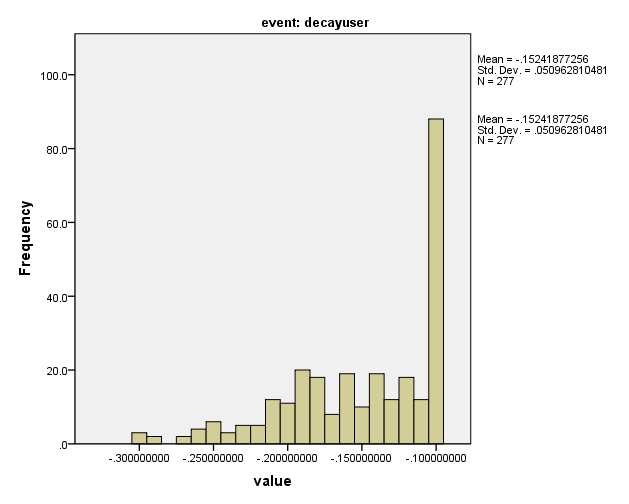 event: decayuser
Mean = -.15241877256
Std. Dev. = .050962810481
N = 277
Mean = -.15241877256
Std. Dev. = .050962810481
N = 277
100.0
80.0
60.0
40.0
20.0
.0
Frequency
-.300000000 -.250000000 -.200000000 -.150000000 -.100000000
value